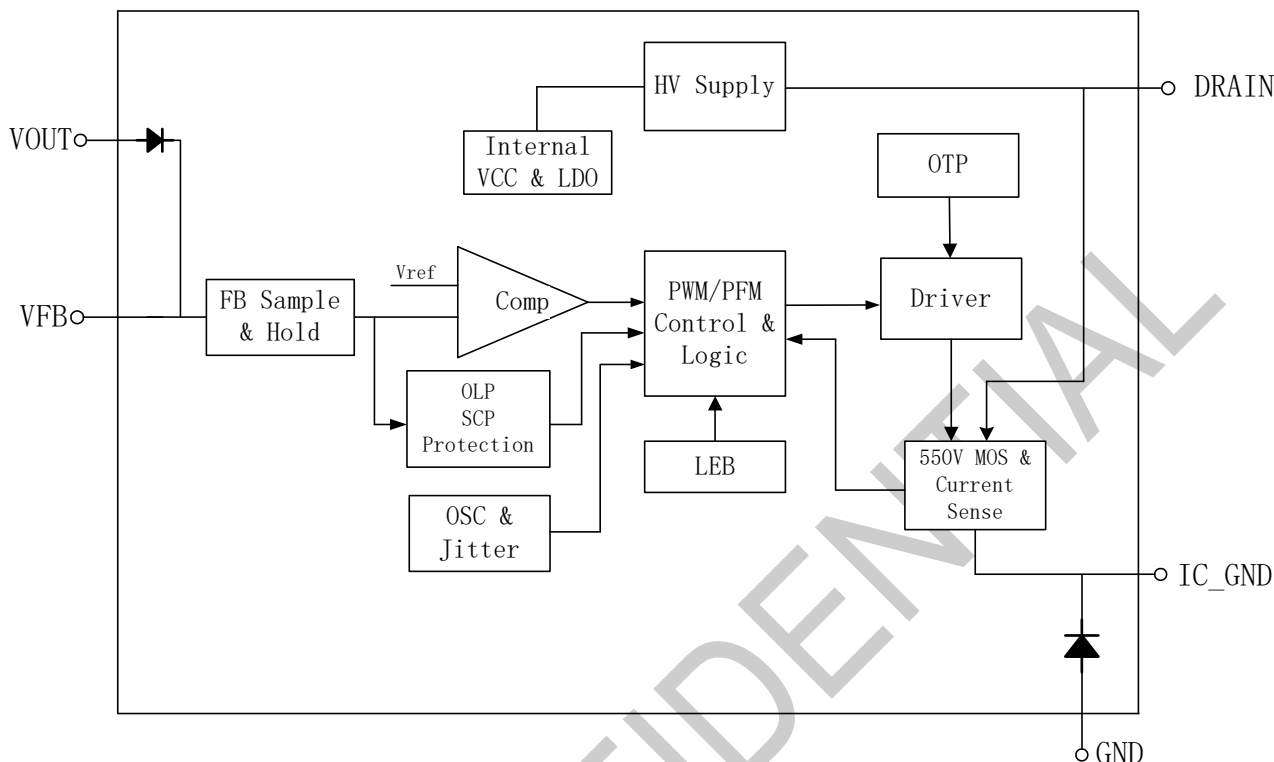 HV Supply
DRAIN
VOUT
Internal
VCC & LDO
OTP
Vref
Comp
PWM/PFM
Control &
Logic
Driver
VFB
FB Sample
& Hold
OLP
SCP
Protection
LEB
550V MOS &
Current
Sense
OSC &
Jitter
IC_GND
GND
FIDENTIAL